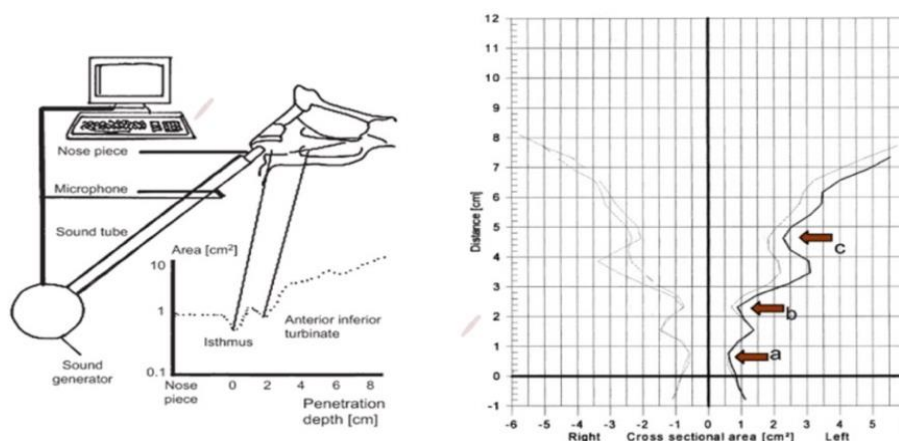 Nose piece
Microphone
Sound tube
Sound
generator
Area [cm²]
10
1
0.1
Isthmus
Anterior inferior
turbinate
Nose
piece
0 2 4 6 8
Penetration
depth [cm]
12
11
10
9
8
7
6
5
4
3
2
1
0
-1
Distance [cm]
c
b
a
-6 -5 -4 -3 -2 -1 0 1 2 3 4 5
Right Cross sectional area [cm²] Left